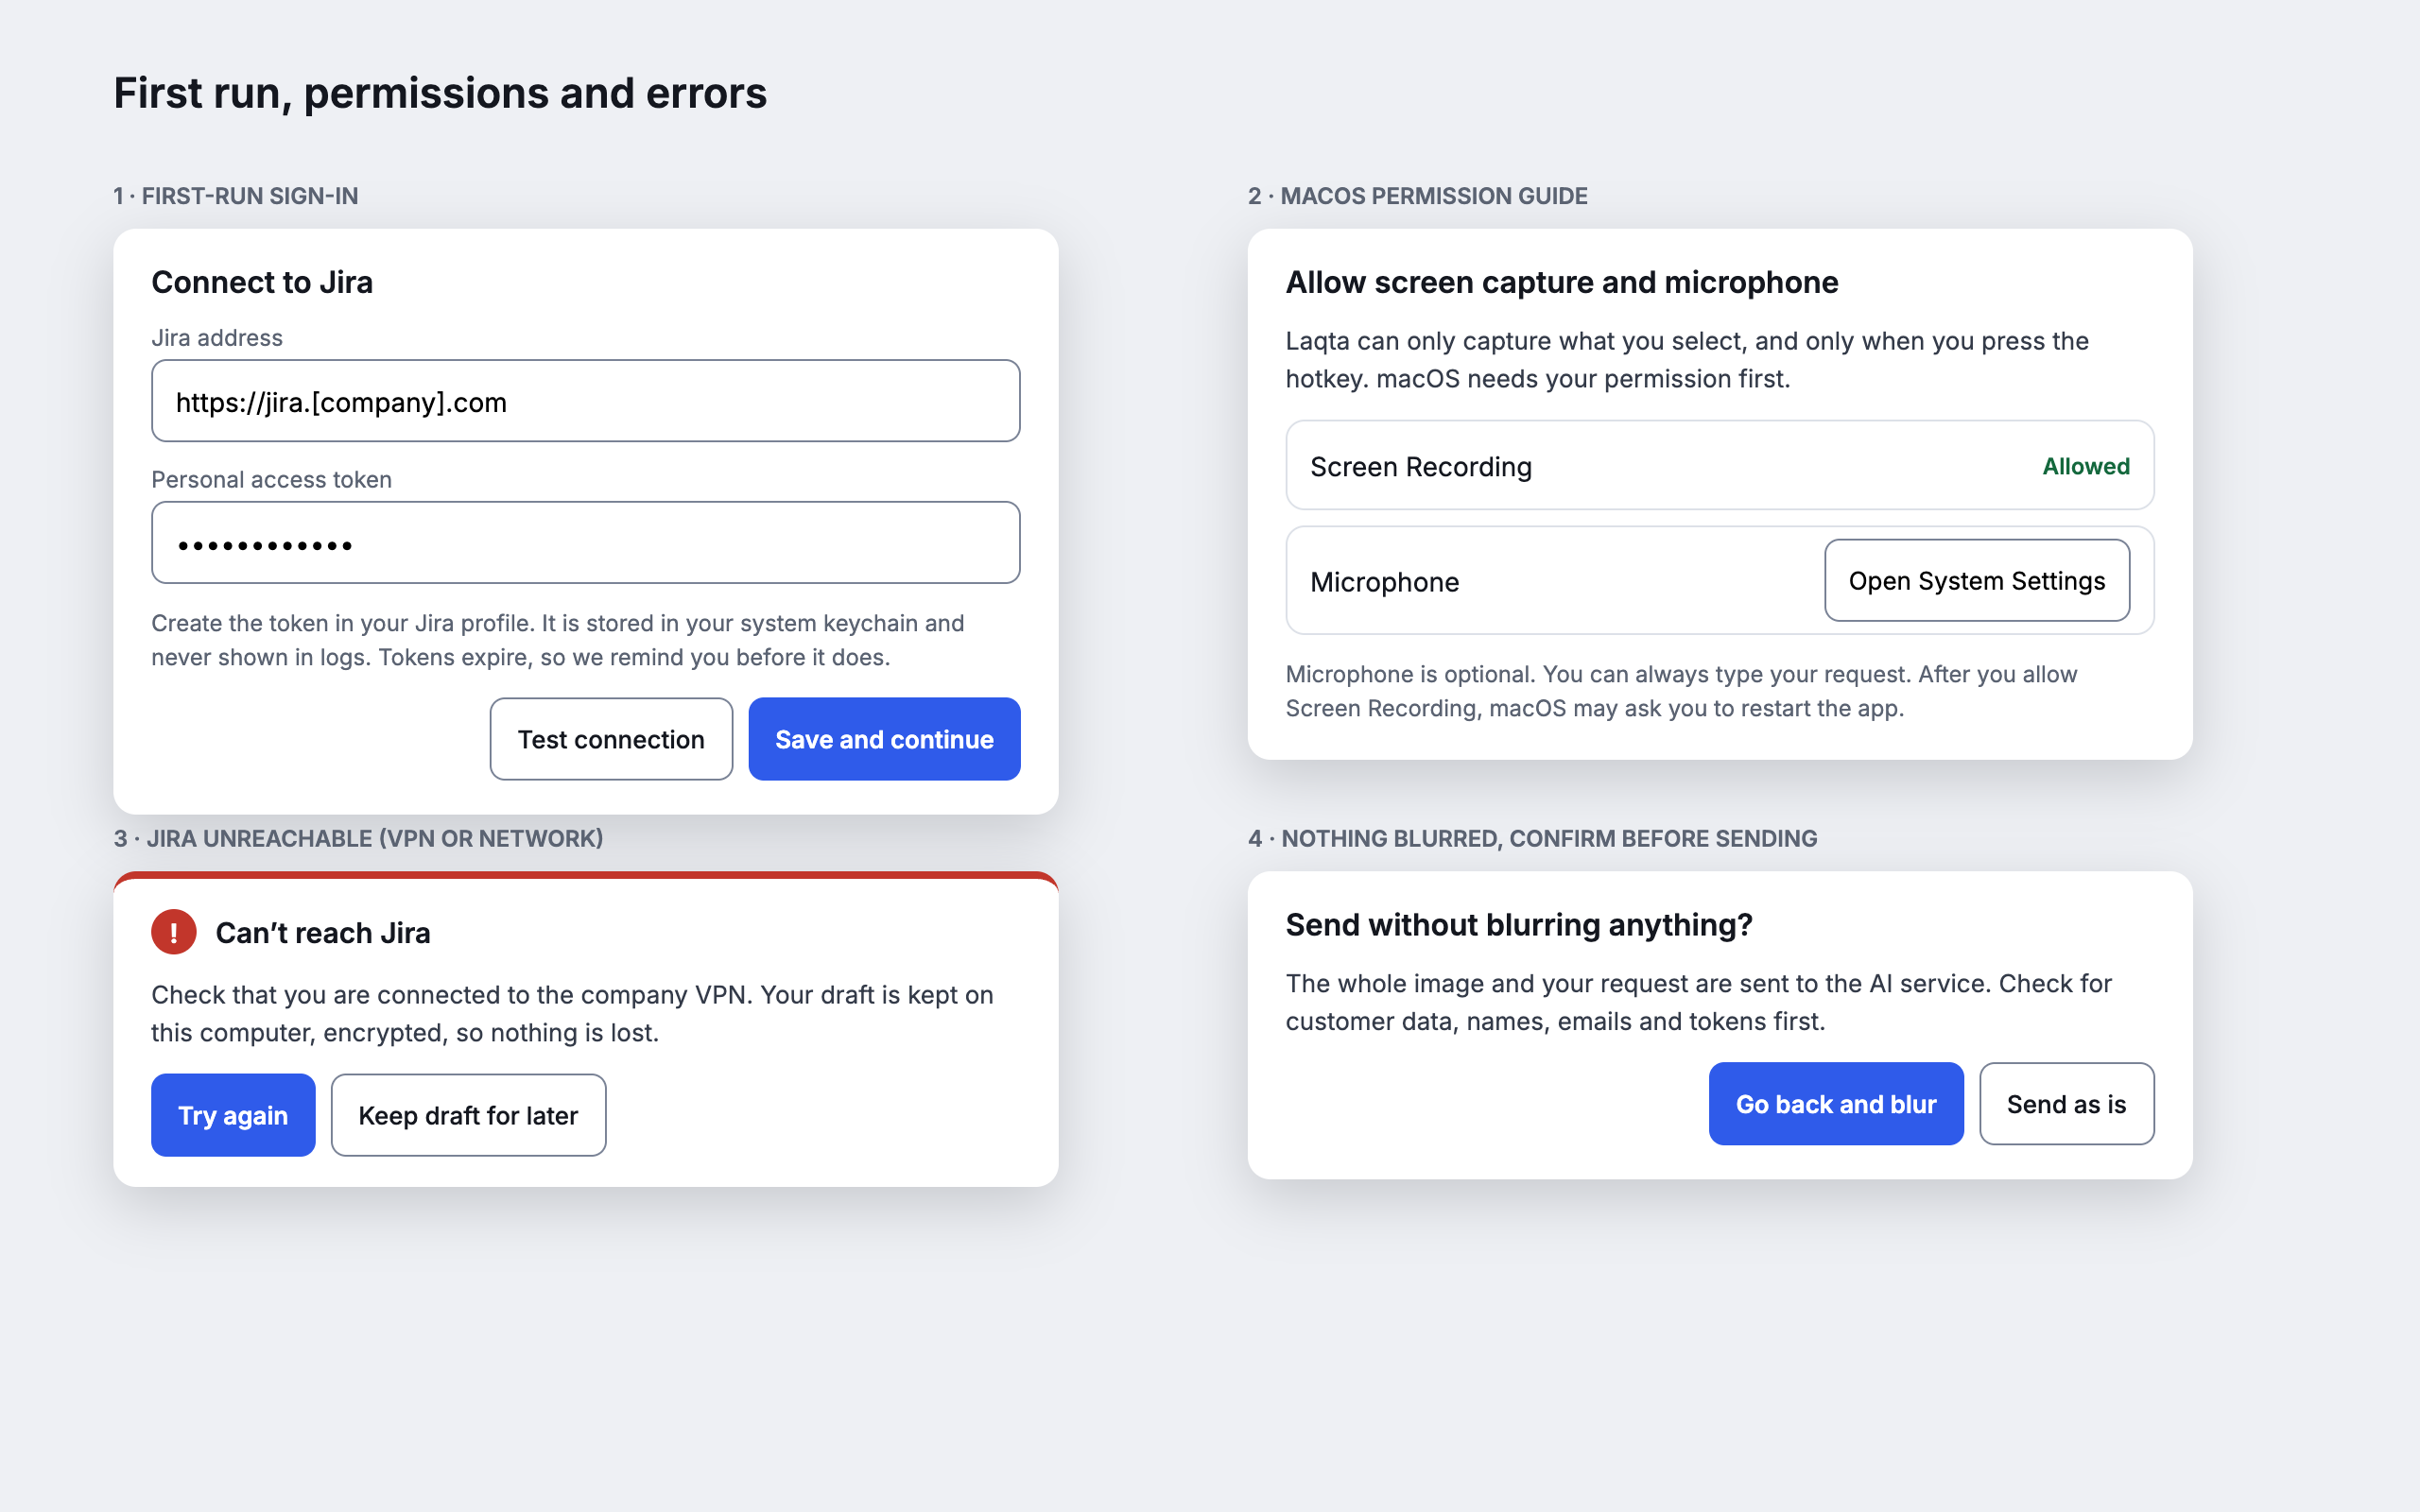 First run, permissions and errors
1 · FIRST-RUN SIGN-IN
Connect to Jira
Jira address
https://jira.[company].com
Personal access token
••••••••••••
Create the token in your Jira profile. It is stored in your system keychain and
never shown in logs. Tokens expire, so we remind you before it does.
Test connection
Save and continue
2 · MACOS PERMISSION GUIDE
Allow screen capture and microphone
Laqta can only capture what you select, and only when you press the
hotkey. macOS needs your permission first.
Screen Recording
Allowed
Microphone
Open System Settings
Microphone is optional. You can always type your request. After you allow
Screen Recording, macOS may ask you to restart the app.
3 · JIRA UNREACHABLE (VPN OR NETWORK)
!
Can’t reach Jira
Check that you are connected to the company VPN. Your draft is kept on
this computer, encrypted, so nothing is lost.
Try again
Keep draft for later
4 · NOTHING BLURRED, CONFIRM BEFORE SENDING
Send without blurring anything?
The whole image and your request are sent to the AI service. Check for
customer data, names, emails and tokens first.
Go back and blur
Send as is